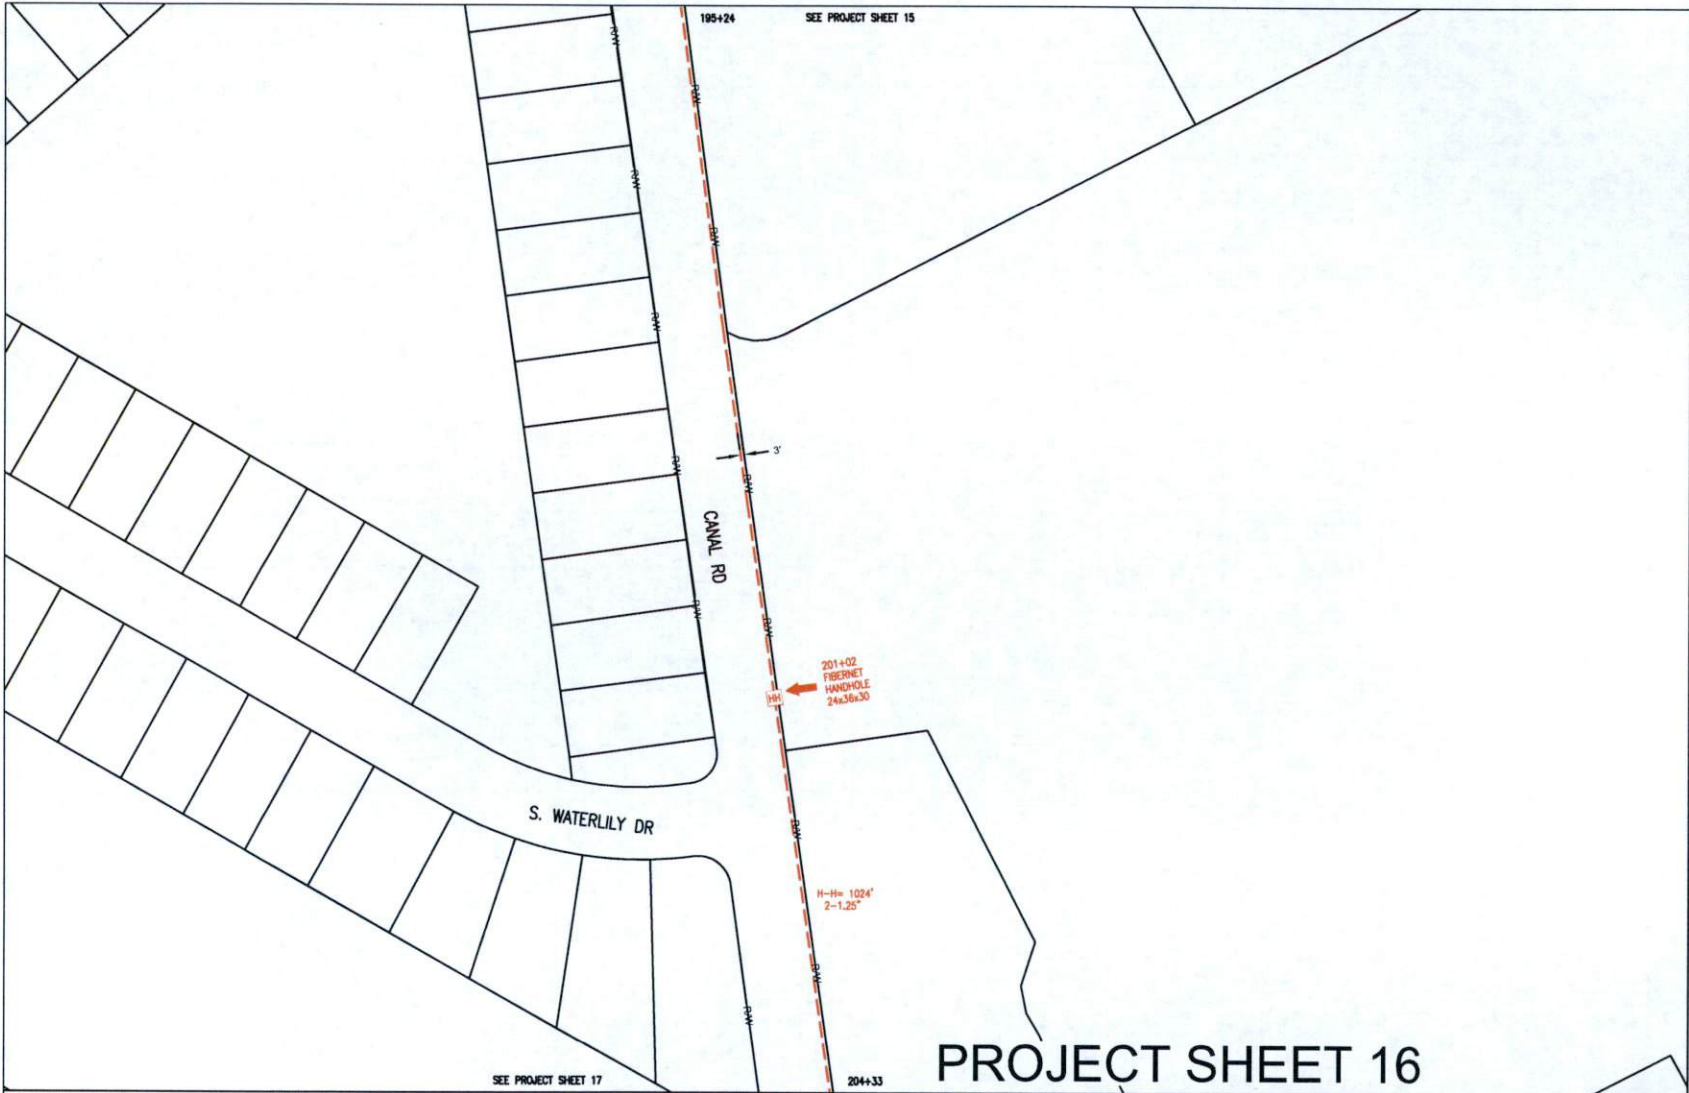 195+24
SEE PROJECT SHEET 15
R/W
R/W
R/W
R/W
R/W
3'
R/W
R/W
CANAL RD
R/W
R/W
201+02
FIBERNET
HANDHOLE
24x36x30
HH
S. WATERLILY DR
R/W
H-H= 1024'
2-1.25"
R/W
R/W
PROJECT SHEET 16
SEE PROJECT SHEET 17
204+33